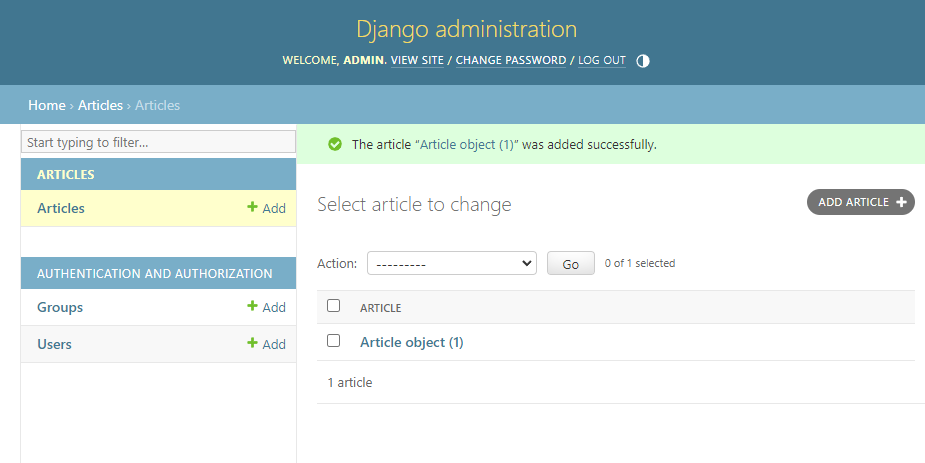 Django administration
WELCOME, ADMIN. VIEW SITE / CHANGE PASSWORD / LOG OUT
Home › Articles › Articles
Start typing to filter...
ARTICLES
Articles
Add
AUTHENTICATION AND AUTHORIZATION
Groups
Add
Users
Add
The article “Article object (1)” was added successfully.
Select article to change
ADD ARTICLE
Action:
---------
Go
0 of 1 selected
ARTICLE
Article object (1)
1 article